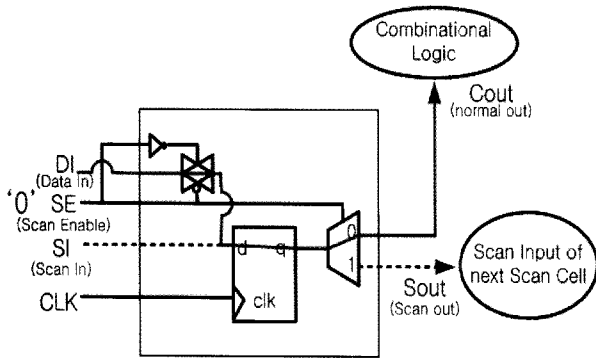 Combinational
Logic
Cout
(normal out)
DI
(Data In)
'0' SE
(Scan Enable)
SI
(Scan In)
CLK
d q
clk
0
1
Sout
(Scan out)
Scan Input of
next Scan Cell